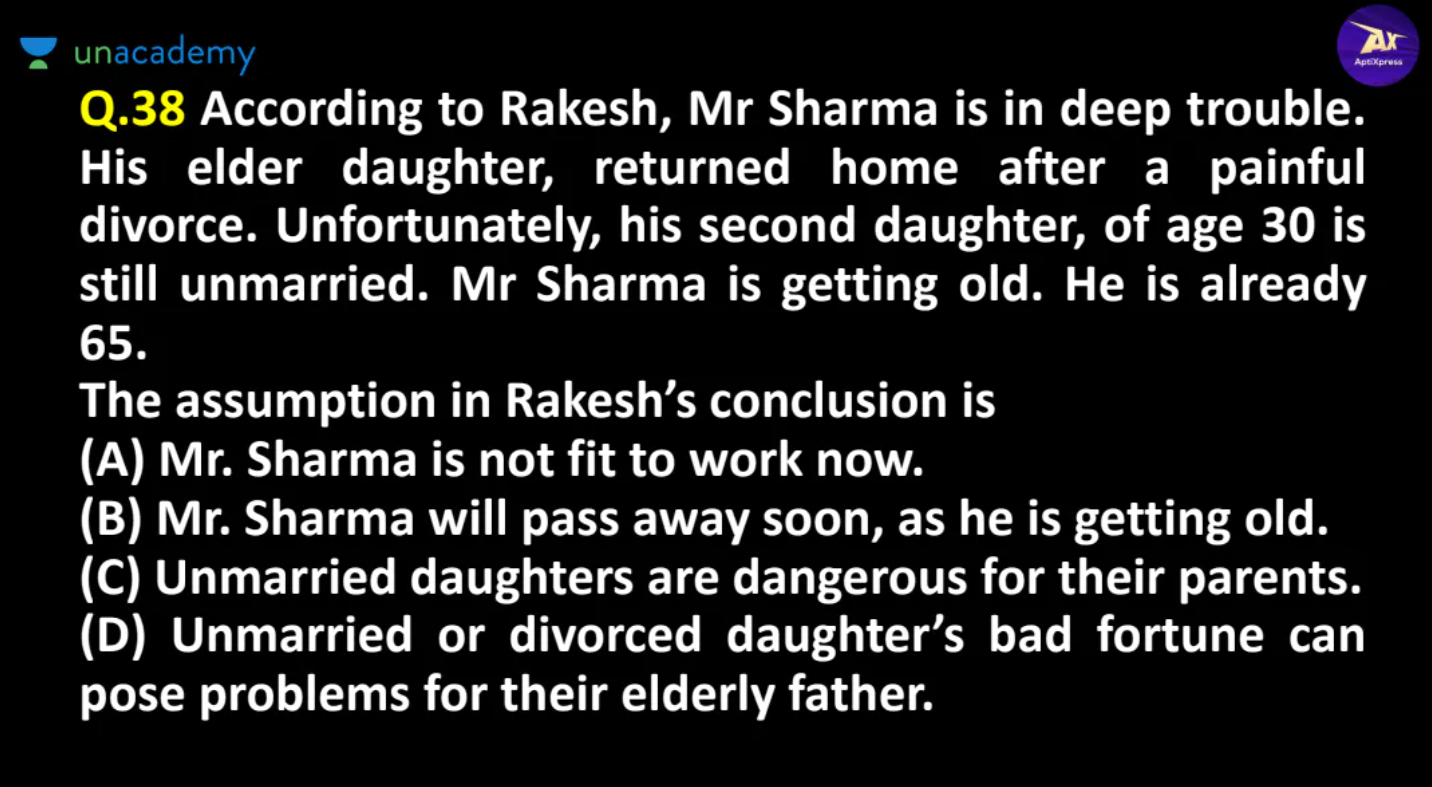 unacademy
AX
AptiXpress
Q.38 According to Rakesh, Mr Sharma is in deep trouble.
His elder daughter, returned home after a painful
divorce. Unfortunately, his second daughter, of age 30 is
still unmarried. Mr Sharma is getting old. He is already
65.
The assumption in Rakesh’s conclusion is
(A) Mr. Sharma is not fit to work now.
(B) Mr. Sharma will pass away soon, as he is getting old.
(C) Unmarried daughters are dangerous for their parents.
(D) Unmarried or divorced daughter’s bad fortune can
pose problems for their elderly father.